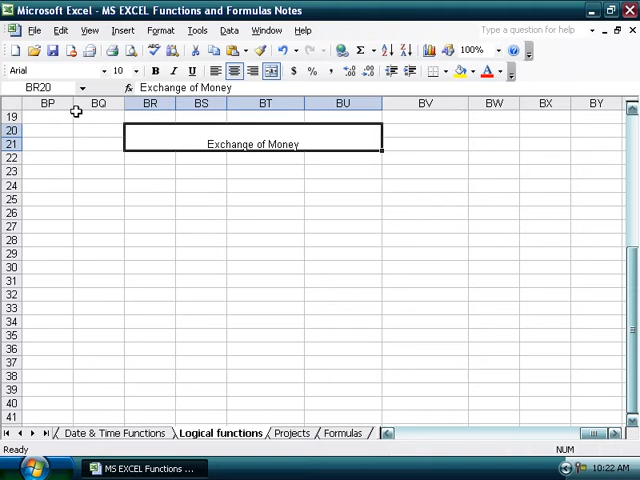 Microsoft Excel - MS EXCEL Functions and Formulas Notes
File Edit View Insert Format Tools Data Window Help Type a question for help
Σ 100%
Arial 10 B I U $ % ,
BR20 fx Exchange of Money
BP BQ BR BS BT BU BV BW BX BY
19
20
21 Exchange of Money
22
23
24
25
26
27
28
29
30
31
32
33
34
35
36
37
38
39
40
41
Date & Time Functions Logical functions Projects Formulas
Ready NUM
start MS EXCEL Functions ... 10:22 AM